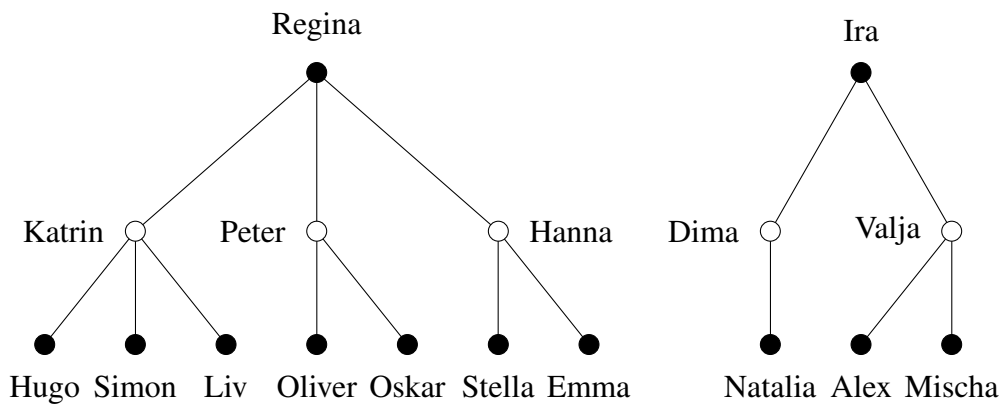 Regina
Ira
Katrin
Peter
Hanna
Dima
Valja
Hugo Simon Liv Oliver Oskar Stella Emma Natalia Alex Mischa